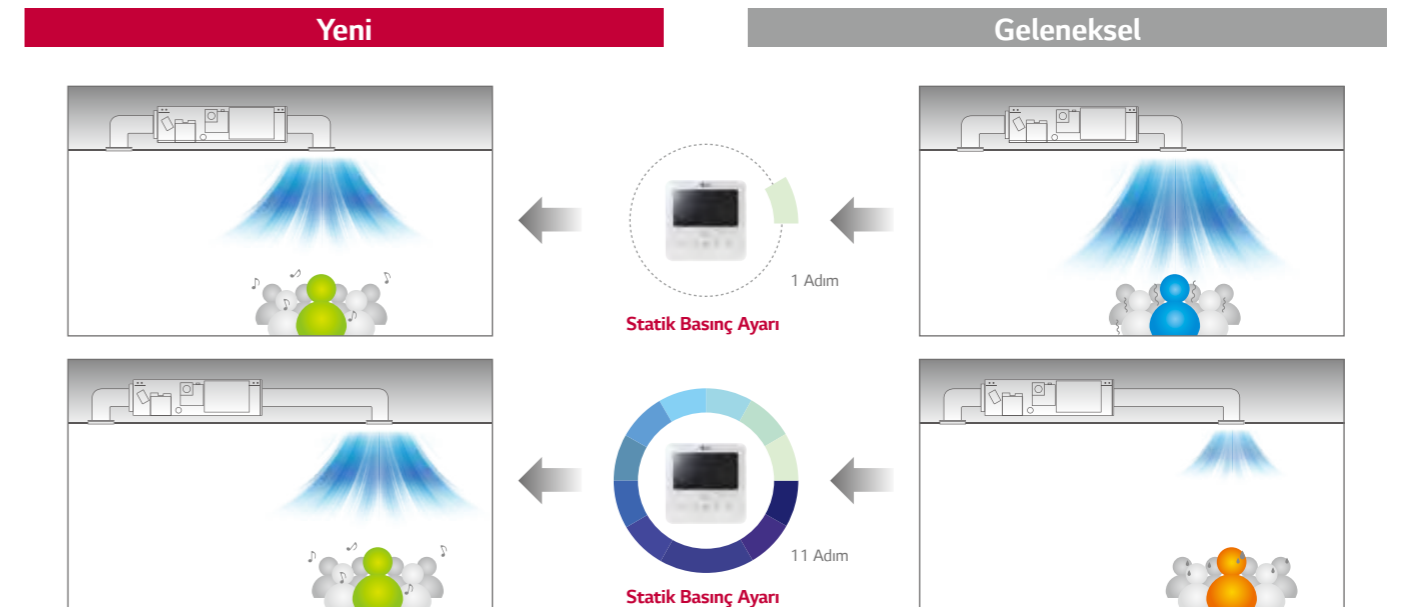 Yeni
Geleneksel
1 Adım
Statik Basınç Ayarı
11 Adım
Statik Basınç Ayarı